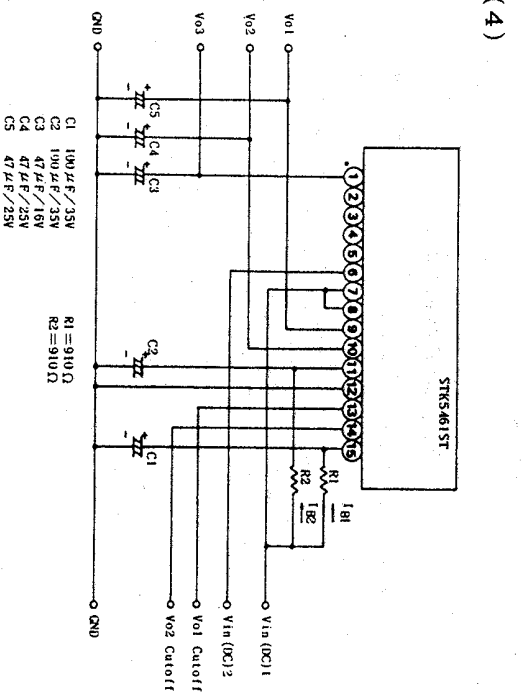 (4)
STK5461ST
1
2
3
4
5
6
7
8
9
10
11
12
13
14
15
Vo1
Vo2
Vo3
GND
C5
C4
C3
C2
C1
R1
R2
IB1
IB2
Vin(DC)1
Vin(DC)2
Vo1 Cutoff
Vo2 Cutoff
GND
C1 100μF/35V
C2 100μF/35V
C3 47μF/16V
C4 47μF/25V
C5 47μF/25V
R1=910Ω
R2=910Ω